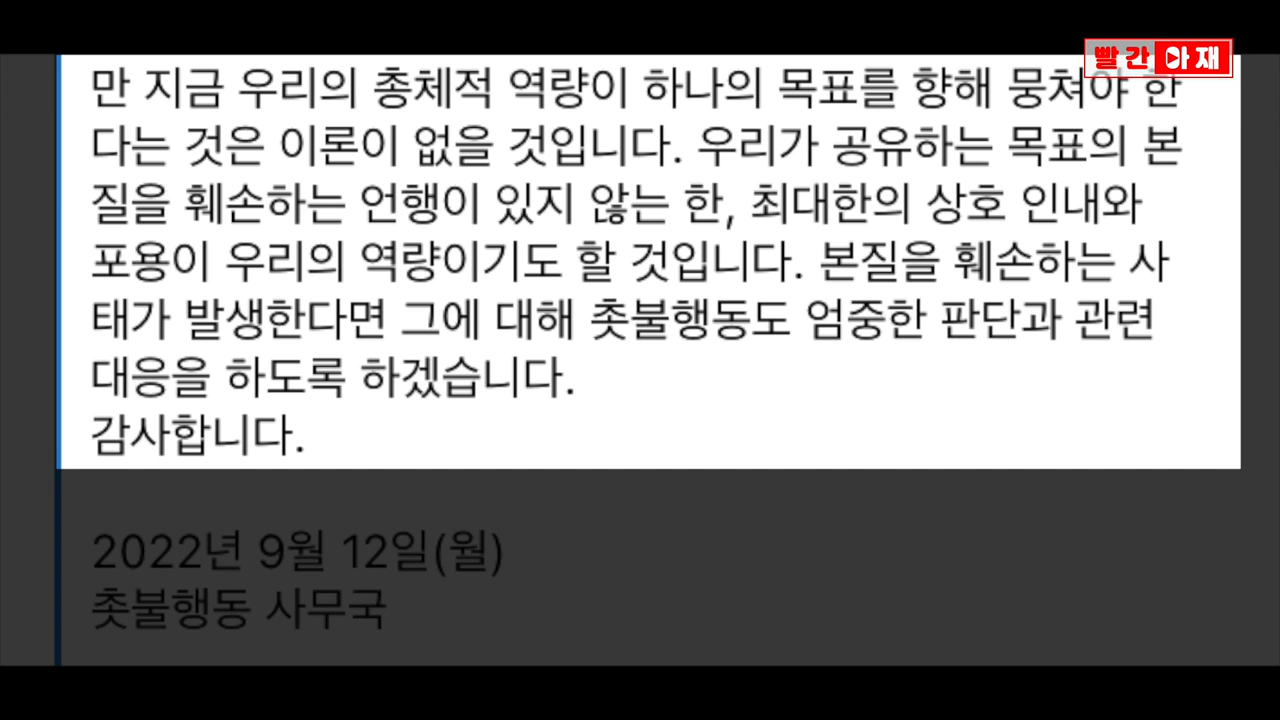 빨간아재
만 지금 우리의 총체적 역량이 하나의 목표를 향해 뭉쳐야 한
다는 것은 이론이 없을 것입니다. 우리가 공유하는 목표의 본
질을 훼손하는 언행이 있지 않는 한, 최대한의 상호 인내와
포용이 우리의 역량이기도 할 것입니다. 본질을 훼손하는 사
태가 발생한다면 그에 대해 촛불행동도 엄중한 판단과 관련
대응을 하도록 하겠습니다.
감사합니다.
2022년 9월 12일(월)
촛불행동 사무국